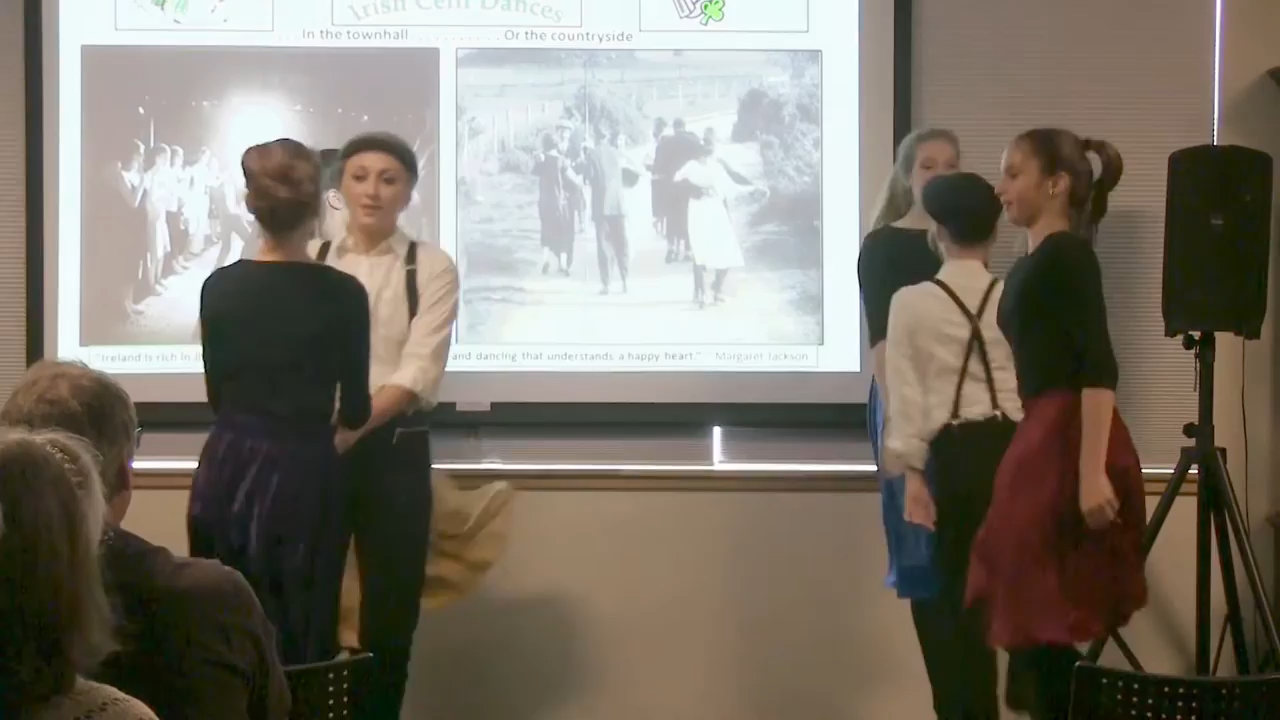 Irish Ceili Dances
In the townhall . . . . . . . . . . . Or the countryside
"Ireland is rich in and dancing that understands a happy heart." Margaret Jackson